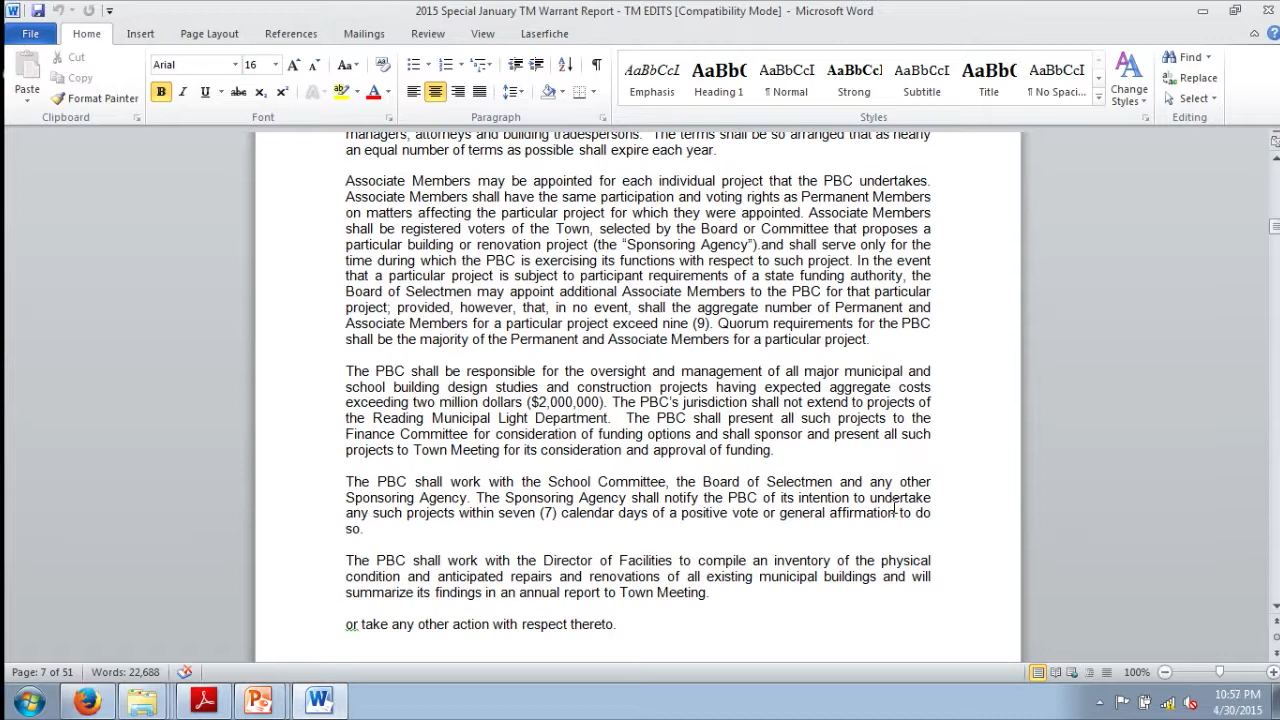 2015 Special January TM Warrant Report - TM EDITS [Compatibility Mode] - Microsoft Word
File Home Insert Page Layout References Mailings Review View Laserfiche
Paste
Cut
Copy
Format Painter
Clipboard
Arial 16
Font
Paragraph
AaBbCcI AaBb( AaBbCcI AaBbCcI AaBbCcI AaBb(C AaBbCcI
Emphasis Heading 1 ¶ Normal Strong Subtitle Title ¶ No Spaci...
Styles
Change Styles
Find
Replace
Select
Editing
managers, attorneys and building tradespersons. The terms shall be so arranged that as nearly
an equal number of terms as possible shall expire each year.
Associate Members may be appointed for each individual project that the PBC undertakes.
Associate Members shall have the same participation and voting rights as Permanent Members
on matters affecting the particular project for which they were appointed. Associate Members
shall be registered voters of the Town, selected by the Board or Committee that proposes a
particular building or renovation project (the “Sponsoring Agency”).and shall serve only for the
time during which the PBC is exercising its functions with respect to such project. In the event
that a particular project is subject to participant requirements of a state funding authority, the
Board of Selectmen may appoint additional Associate Members to the PBC for that particular
project; provided, however, that, in no event, shall the aggregate number of Permanent and
Associate Members for a particular project exceed nine (9). Quorum requirements for the PBC
shall be the majority of the Permanent and Associate Members for a particular project.
The PBC shall be responsible for the oversight and management of all major municipal and
school building design studies and construction projects having expected aggregate costs
exceeding two million dollars ($2,000,000). The PBC’s jurisdiction shall not extend to projects of
the Reading Municipal Light Department. The PBC shall present all such projects to the
Finance Committee for consideration of funding options and shall sponsor and present all such
projects to Town Meeting for its consideration and approval of funding.
The PBC shall work with the School Committee, the Board of Selectmen and any other
Sponsoring Agency. The Sponsoring Agency shall notify the PBC of its intention to undertake
any such projects within seven (7) calendar days of a positive vote or general affirmation to do
so.
The PBC shall work with the Director of Facilities to compile an inventory of the physical
condition and anticipated repairs and renovations of all existing municipal buildings and will
summarize its findings in an annual report to Town Meeting.
or take any other action with respect thereto.
Page: 7 of 51 Words: 22,688 100%
10:57 PM
4/30/2015